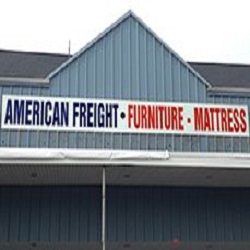 AMERICAN FREIGHT • FURNITURE - MATTRESS